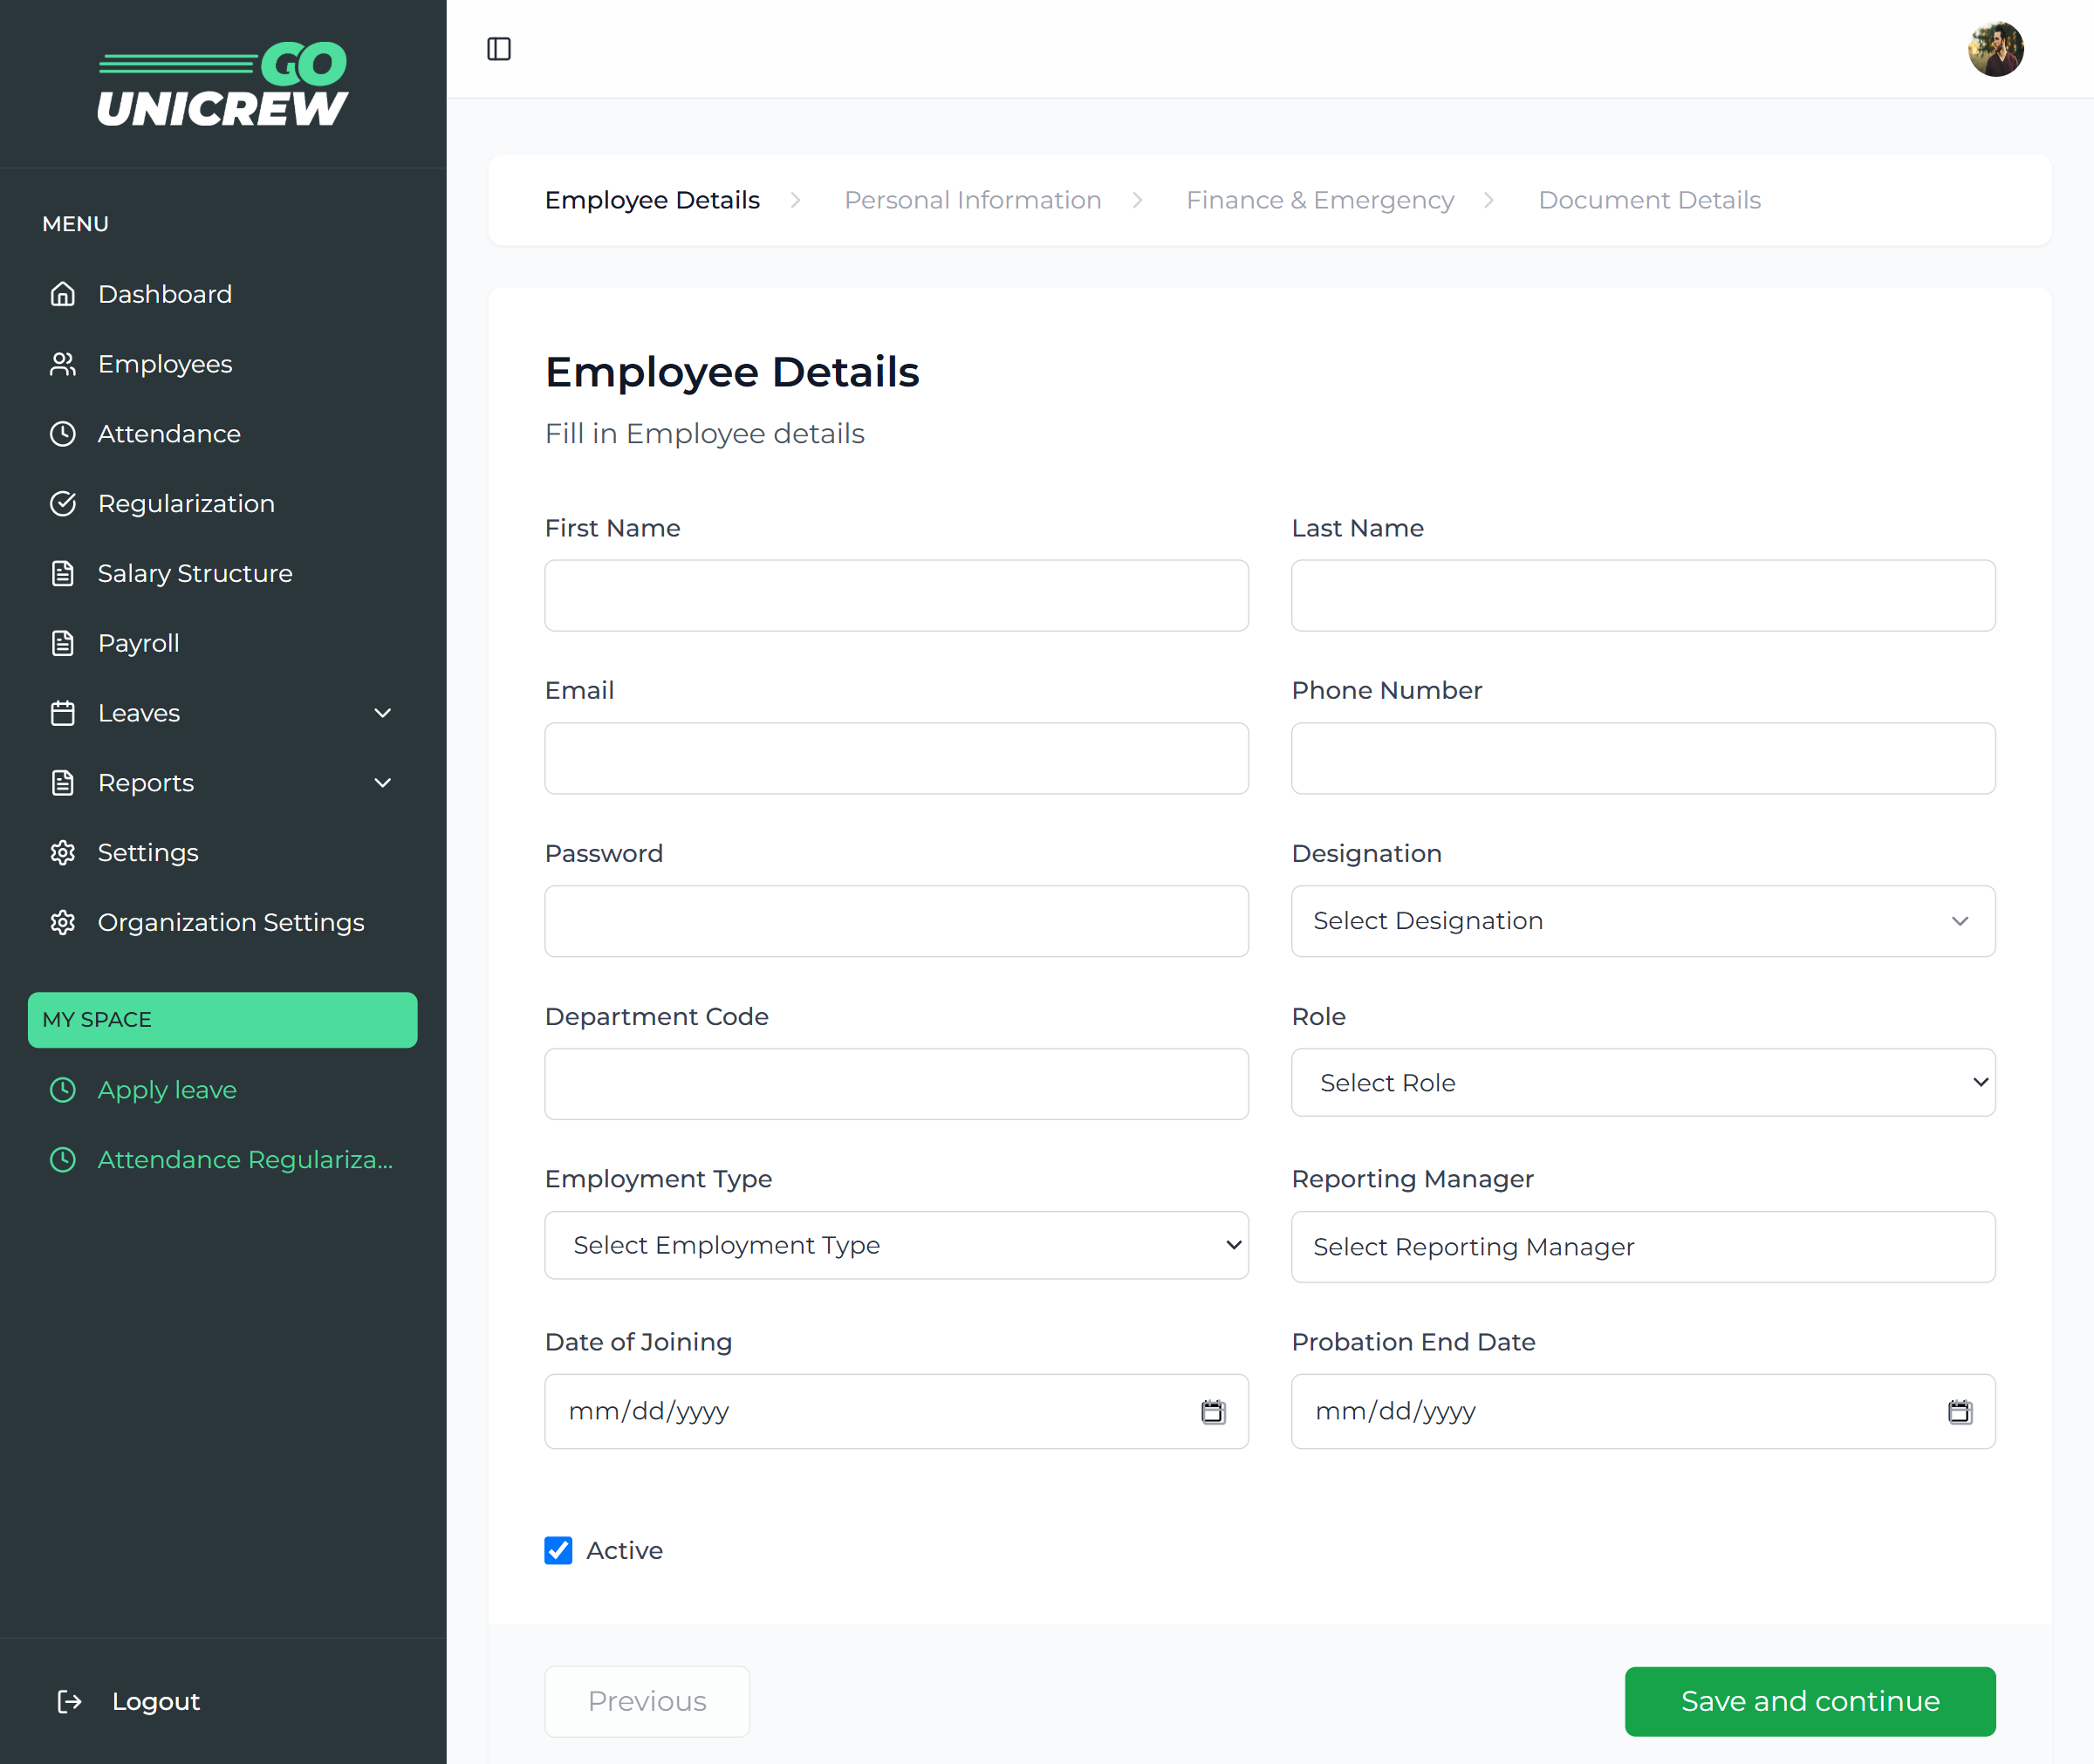 GO
UNICREW
MENU
Dashboard
Employees
Attendance
Regularization
Salary Structure
Payroll
Leaves
Reports
Settings
Organization Settings
MY SPACE
Apply leave
Attendance Regulariza...
Logout
Employee Details
Personal Information
Finance & Emergency
Document Details
Employee Details
Fill in Employee details
First Name
Last Name
Email
Phone Number
Password
Designation
Select Designation
Department Code
Role
Select Role
Employment Type
Reporting Manager
Select Employment Type
Select Reporting Manager
Date of Joining
Probation End Date
mm/dd/yyyy
mm/dd/yyyy
Active
Previous
Save and continue